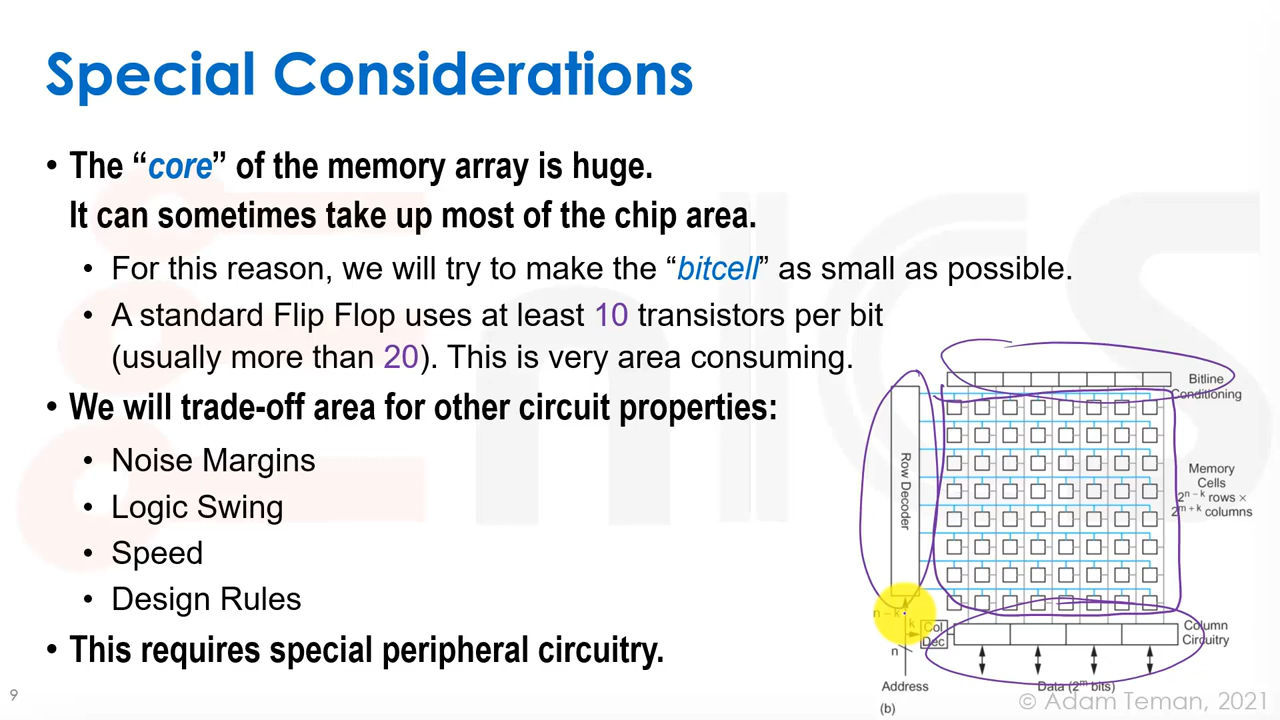 Special Considerations
• The “core” of the memory array is huge.
It can sometimes take up most of the chip area.
• For this reason, we will try to make the “bitcell” as small as possible.
• A standard Flip Flop uses at least 10 transistors per bit
(usually more than 20). This is very area consuming.
• We will trade-off area for other circuit properties:
• Noise Margins
• Logic Swing
• Speed
• Design Rules
• This requires special peripheral circuitry.
Bitline
Conditioning
Row Decoder
Memory
Cells
2^n – k rows ×
2^m + k columns
n – k
k
Col
Dec
n
Column
Circuitry
Address
Data (2^m bits)
(b)
9
© Adam Teman, 2021